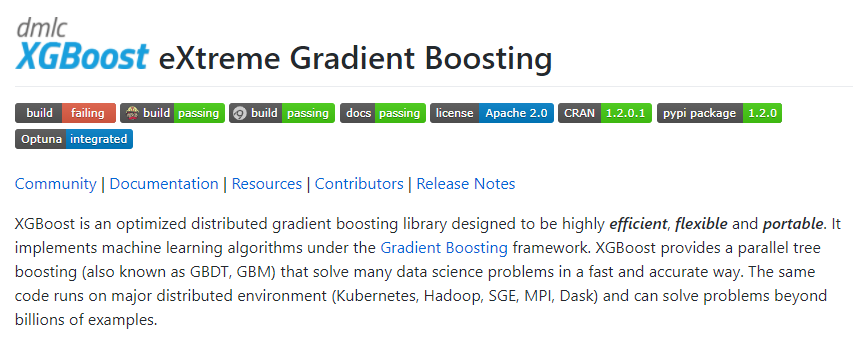 dmlc
XGBoost eXtreme Gradient Boosting
build failing build passing build passing docs passing license Apache 2.0 CRAN 1.2.0.1 pypi package 1.2.0
Optuna integrated
Community | Documentation | Resources | Contributors | Release Notes
XGBoost is an optimized distributed gradient boosting library designed to be highly efficient, flexible and portable. It
implements machine learning algorithms under the Gradient Boosting framework. XGBoost provides a parallel tree
boosting (also known as GBDT, GBM) that solve many data science problems in a fast and accurate way. The same
code runs on major distributed environment (Kubernetes, Hadoop, SGE, MPI, Dask) and can solve problems beyond
billions of examples.